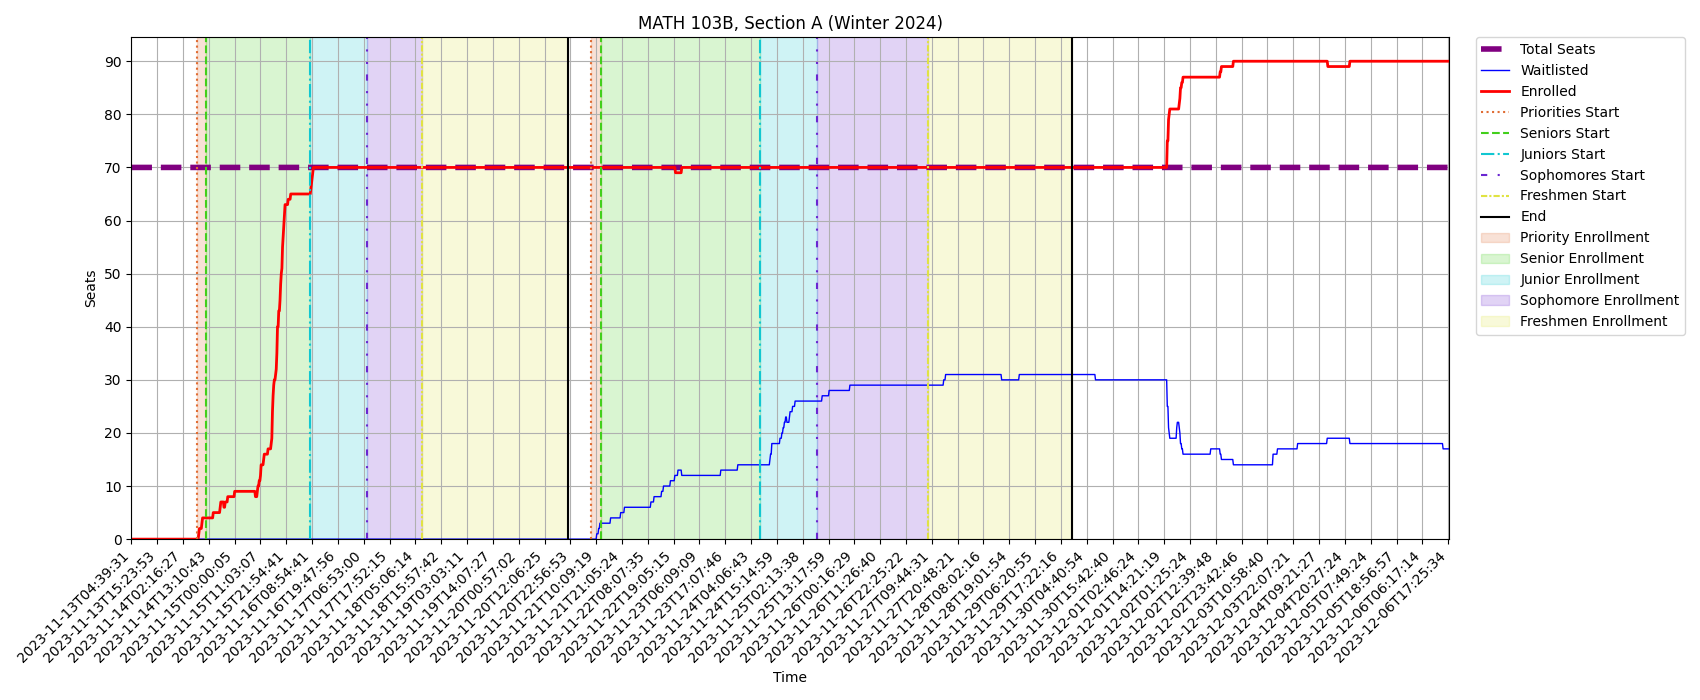 MATH 103B, Section A (Winter 2024)
Seats
90
80
70
60
50
40
30
20
10
0
2023-11-13T04:39:31
2023-11-13T15:23:53
2023-11-14T02:16:27
2023-11-14T13:10:43
2023-11-15T00:00:05
2023-11-15T11:03:07
2023-11-15T21:54:41
2023-11-16T08:54:41
2023-11-16T19:47:56
2023-11-17T06:53:00
2023-11-17T17:52:15
2023-11-18T05:06:14
2023-11-18T15:57:42
2023-11-19T03:03:11
2023-11-19T14:07:27
2023-11-20T00:57:02
2023-11-20T12:06:25
2023-11-20T22:56:53
2023-11-21T10:09:19
2023-11-21T21:05:24
2023-11-22T08:07:35
2023-11-22T19:05:15
2023-11-23T06:09:09
2023-11-23T17:07:46
2023-11-24T04:06:43
2023-11-24T15:14:59
2023-11-25T02:13:38
2023-11-25T13:17:59
2023-11-26T00:16:29
2023-11-26T11:26:40
2023-11-26T22:25:22
2023-11-27T09:44:31
2023-11-27T20:48:21
2023-11-28T08:02:16
2023-11-28T19:01:54
2023-11-29T06:20:55
2023-11-29T17:22:16
2023-11-30T04:40:54
2023-11-30T15:42:40
2023-12-01T02:46:24
2023-12-01T14:21:19
2023-12-02T01:25:24
2023-12-02T12:39:48
2023-12-02T23:42:46
2023-12-03T10:58:40
2023-12-03T22:07:21
2023-12-04T09:21:27
2023-12-04T20:27:24
2023-12-05T07:49:24
2023-12-05T18:56:57
2023-12-06T06:17:14
2023-12-06T17:25:34
Time
Total Seats
Waitlisted
Enrolled
Priorities Start
Seniors Start
Juniors Start
Sophomores Start
Freshmen Start
End
Priority Enrollment
Senior Enrollment
Junior Enrollment
Sophomore Enrollment
Freshmen Enrollment